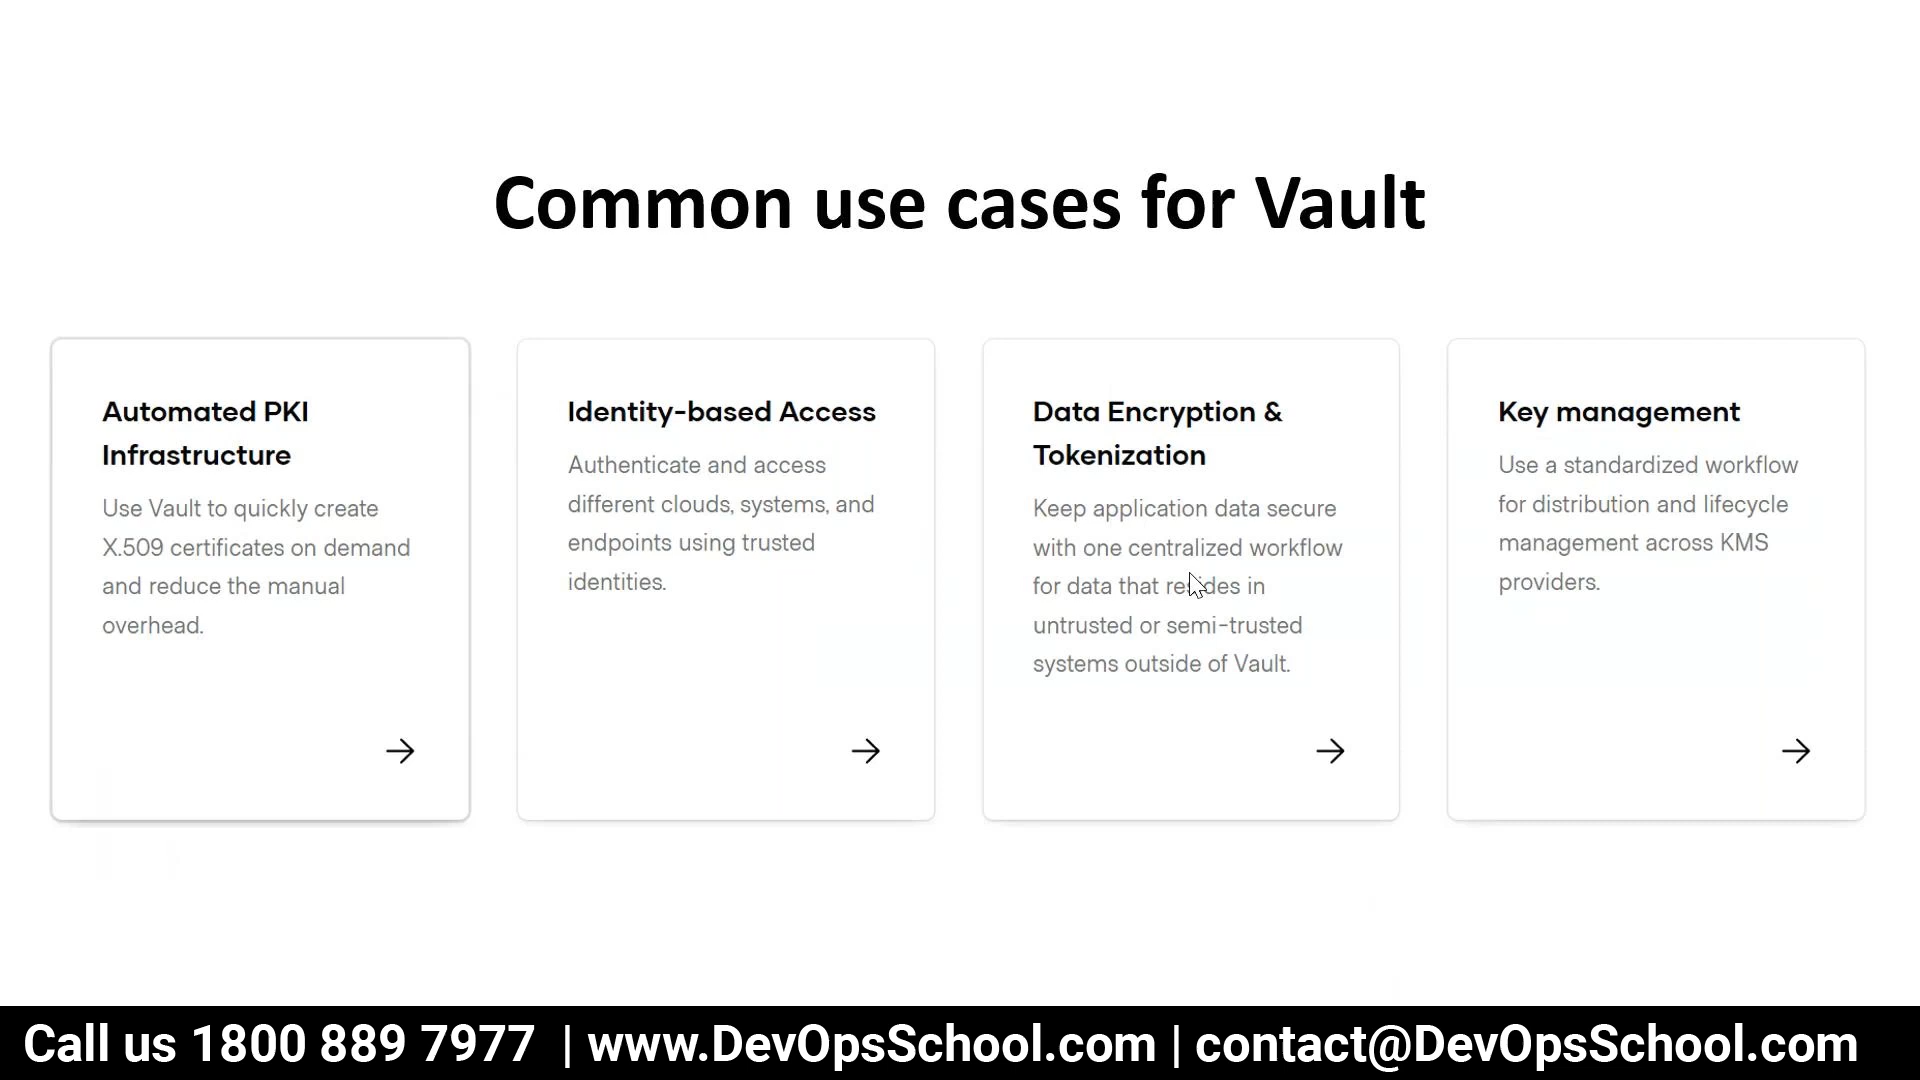 Common use cases for Vault
Automated PKI
Infrastructure
Use Vault to quickly create
X.509 certificates on demand
and reduce the manual
overhead.
Identity-based Access
Authenticate and access
different clouds, systems, and
endpoints using trusted
identities.
Data Encryption &
Tokenization
Keep application data secure
with one centralized workflow
for data that resides in
untrusted or semi-trusted
systems outside of Vault.
Key management
Use a standardized workflow
for distribution and lifecycle
management across KMS
providers.
Call us 1800 889 7977 | www.DevOpsSchool.com | contact@DevOpsSchool.com